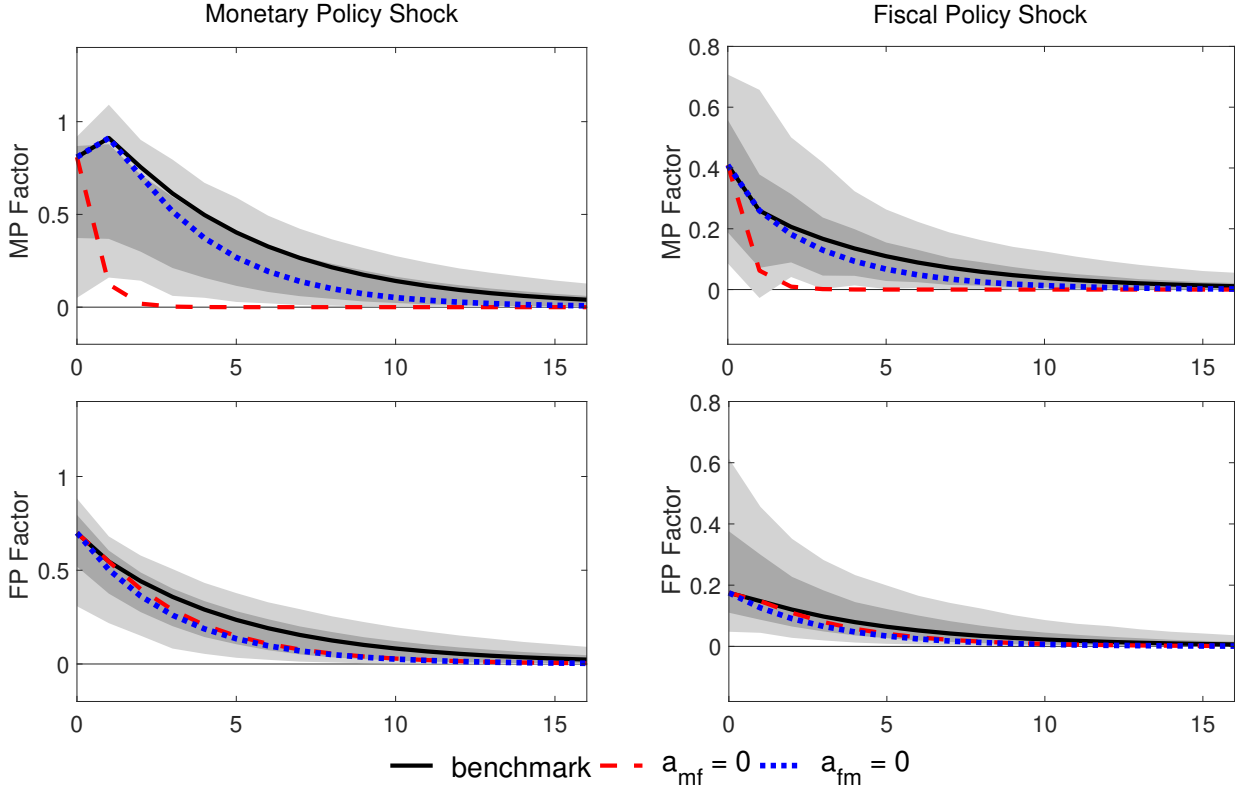 Monetary Policy Shock
Fiscal Policy Shock
MP Factor
1
0.5
0
0 5 10 15
MP Factor
0.8
0.6
0.4
0.2
0
0 5 10 15
FP Factor
1
0.5
0
0 5 10 15
FP Factor
0.8
0.6
0.4
0.2
0
0 5 10 15
benchmark a_mf = 0 a_fm = 0